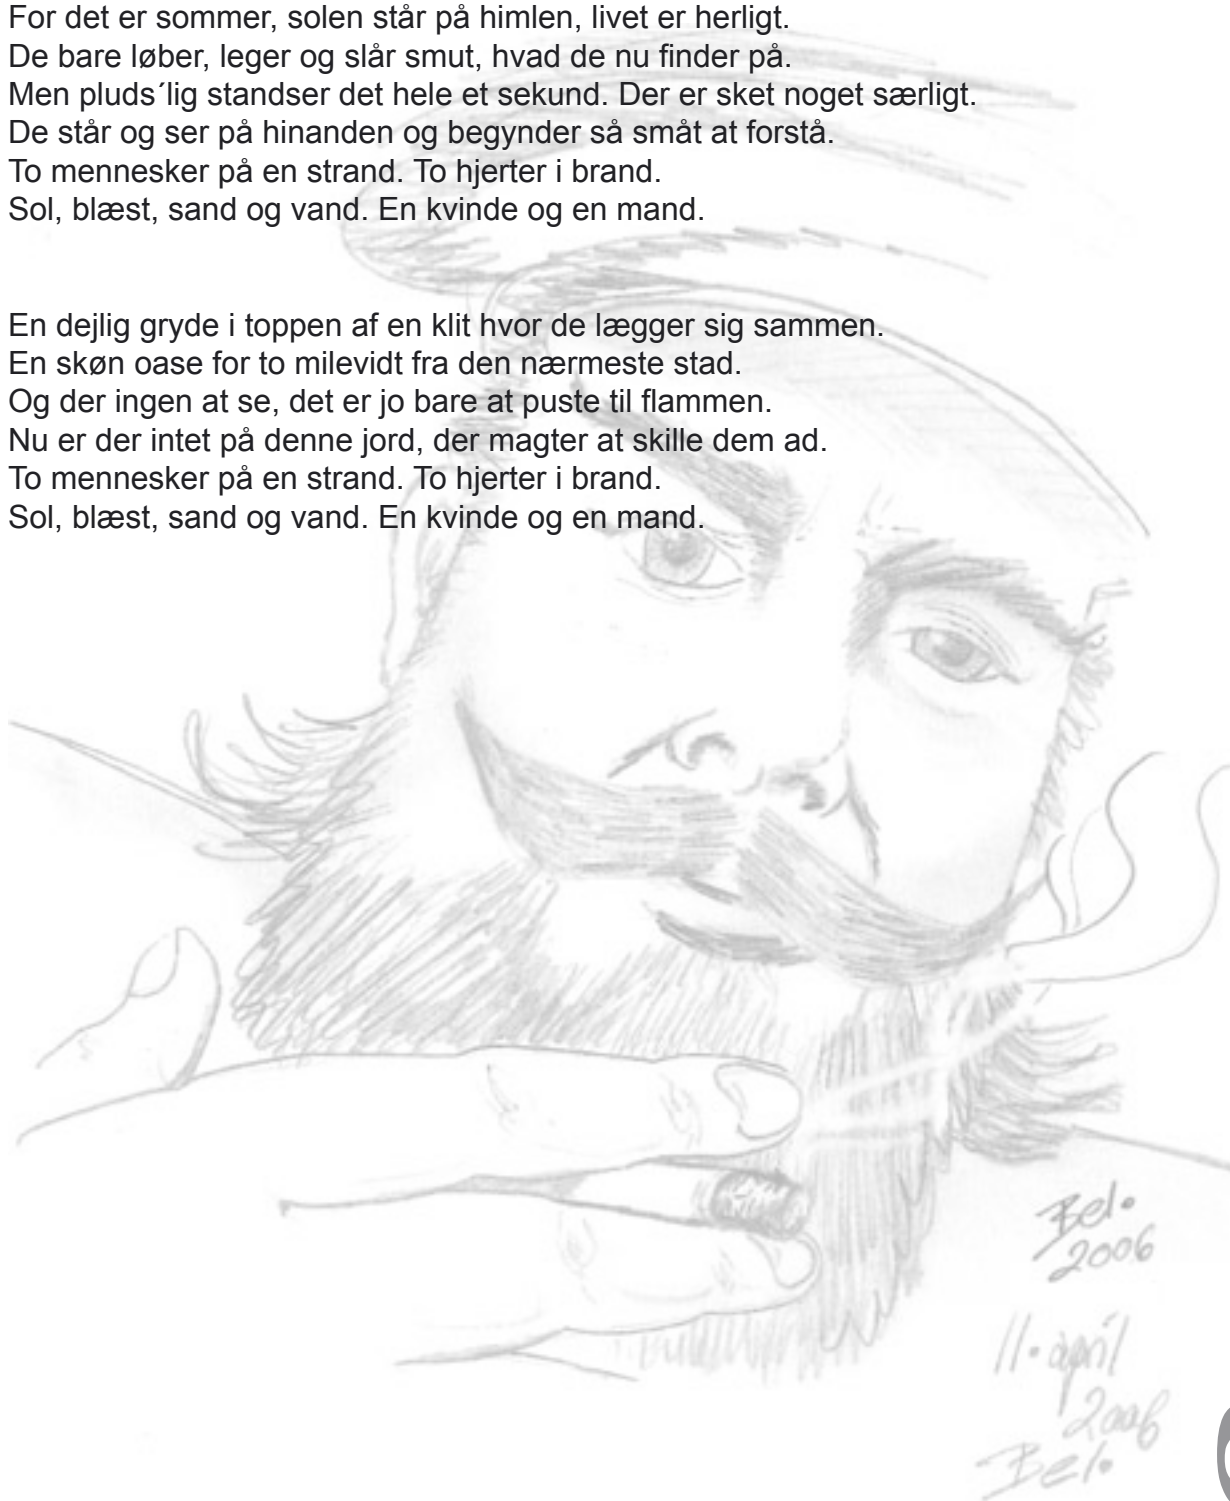 For det er sommer, solen står på himlen, livet er herligt.
De bare løber, leger og slår smut, hvad de nu finder på.
Men pluds´lig standser det hele et sekund. Der er sket noget særligt.
De står og ser på hinanden og begynder så småt at forstå.
To mennesker på en strand. To hjerter i brand.
Sol, blæst, sand og vand. En kvinde og en mand.

En dejlig gryde i toppen af en klit hvor de lægger sig sammen.
En skøn oase for to milevidt fra den nærmeste stad.
Og der ingen at se, det er jo bare at puste til flammen.
Nu er der intet på denne jord, der magter at skille dem ad.
To mennesker på en strand. To hjerter i brand.
Sol, blæst, sand og vand. En kvinde og en mand.

Bel.
2006
11. april
2006
Bel.